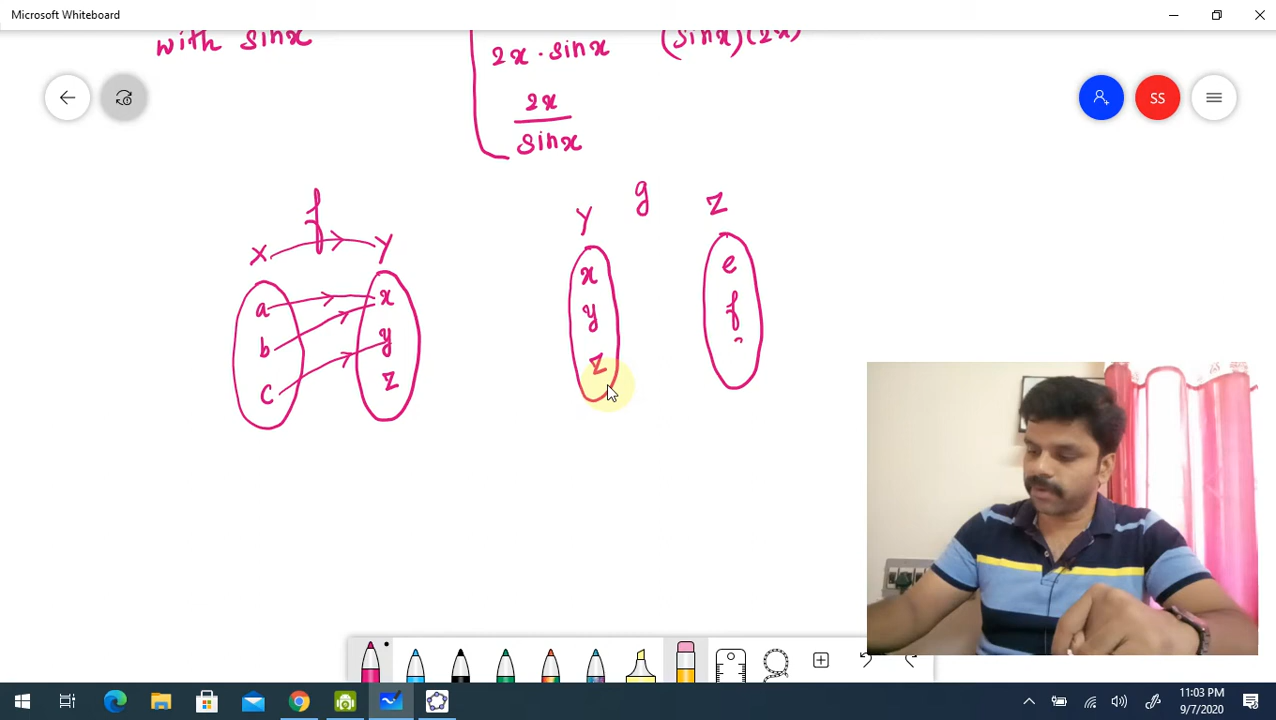 Microsoft Whiteboard
with sinx
2x · sinx
(sinx)(2x)
2x
sinx
SS
f
X
Y
a
b
c
x
y
z
g
Y
Z
x
y
z
e
f
11:03 PM
9/7/2020